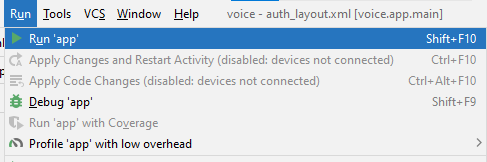 Run Tools VCS Window Help voice - auth_layout.xml [voice.app.main]
Run 'app' Shift+F10
Apply Changes and Restart Activity (disabled: devices not connected) Ctrl+F10
Apply Code Changes (disabled: devices not connected) Ctrl+Alt+F10
Debug 'app' Shift+F9
Run 'app' with Coverage
Profile 'app' with low overhead